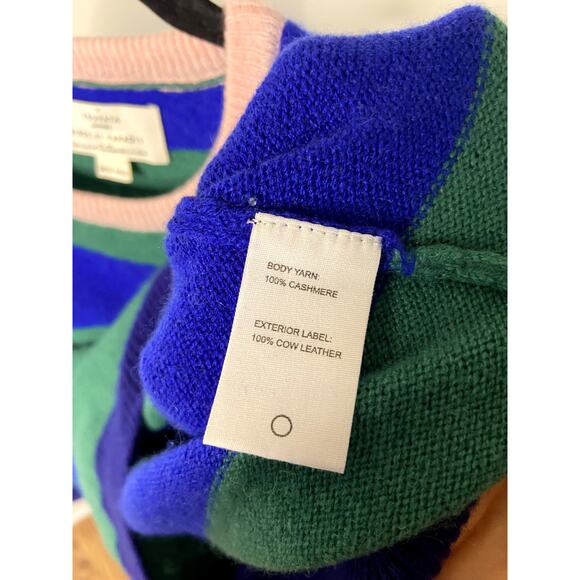 BODY YARN:
100% CASHMERE
EXTERIOR LABEL:
100% COW LEATHER